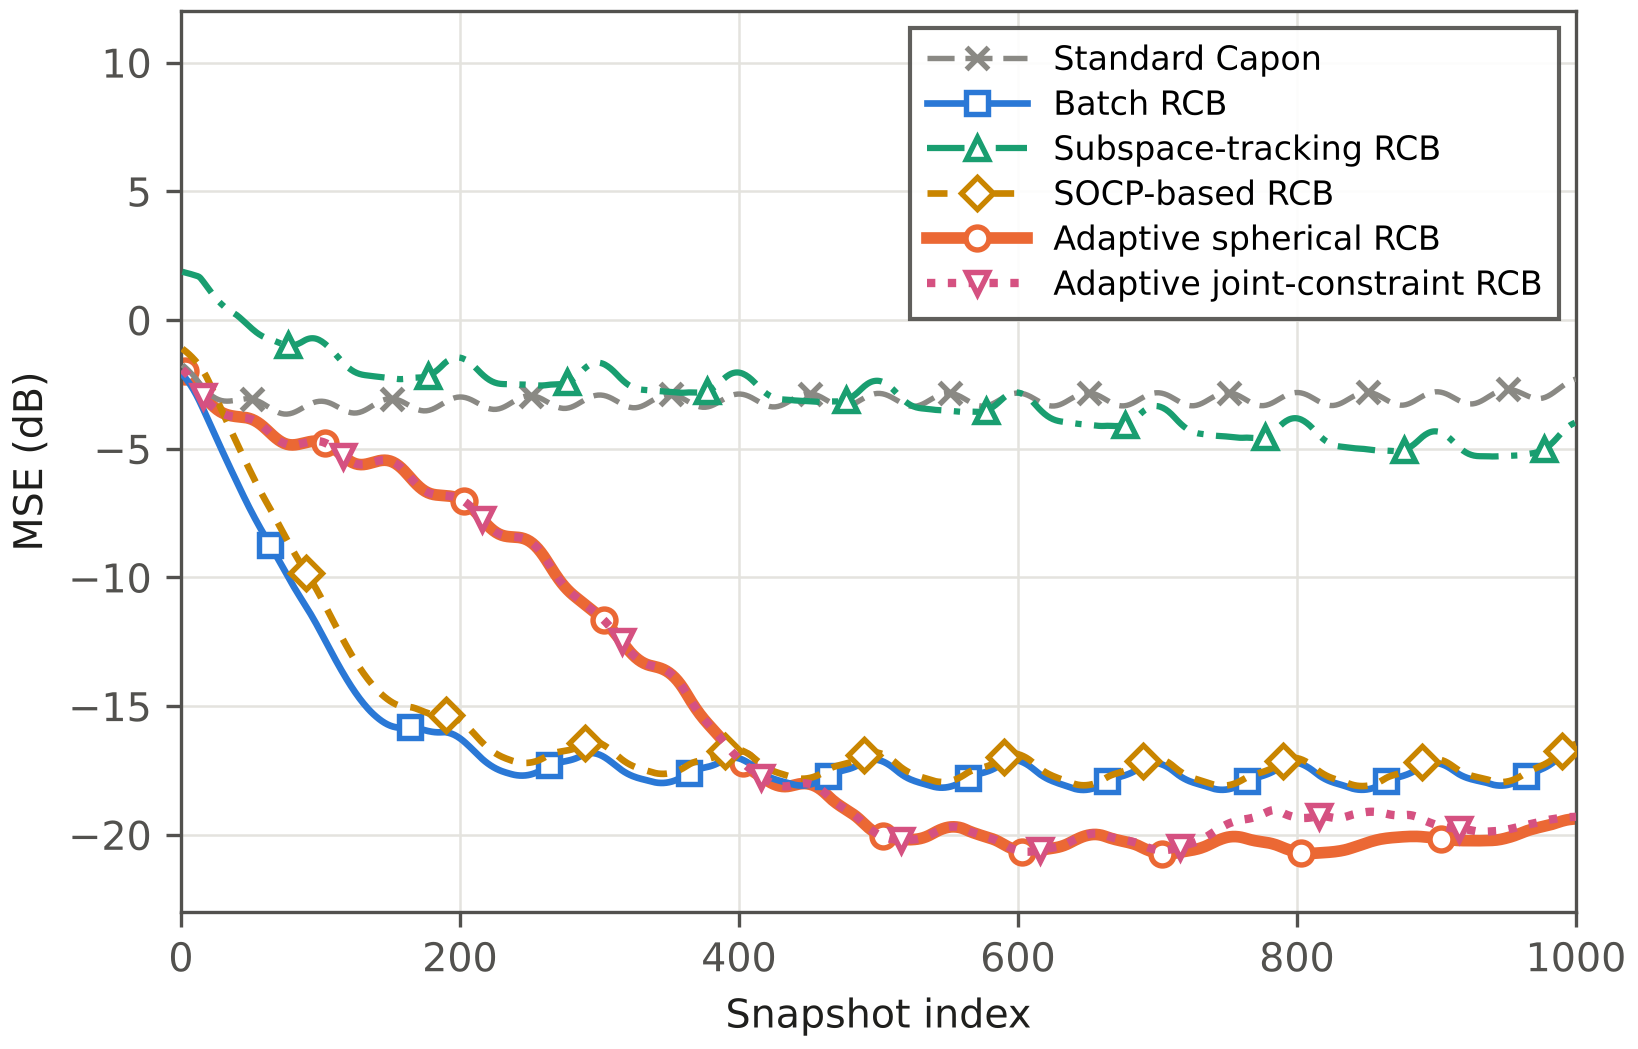 10
5
0
−5
−10
−15
−20
MSE (dB)
Standard Capon
Batch RCB
Subspace-tracking RCB
SOCP-based RCB
Adaptive spherical RCB
Adaptive joint-constraint RCB
0 200 400 600 800 1000
Snapshot index